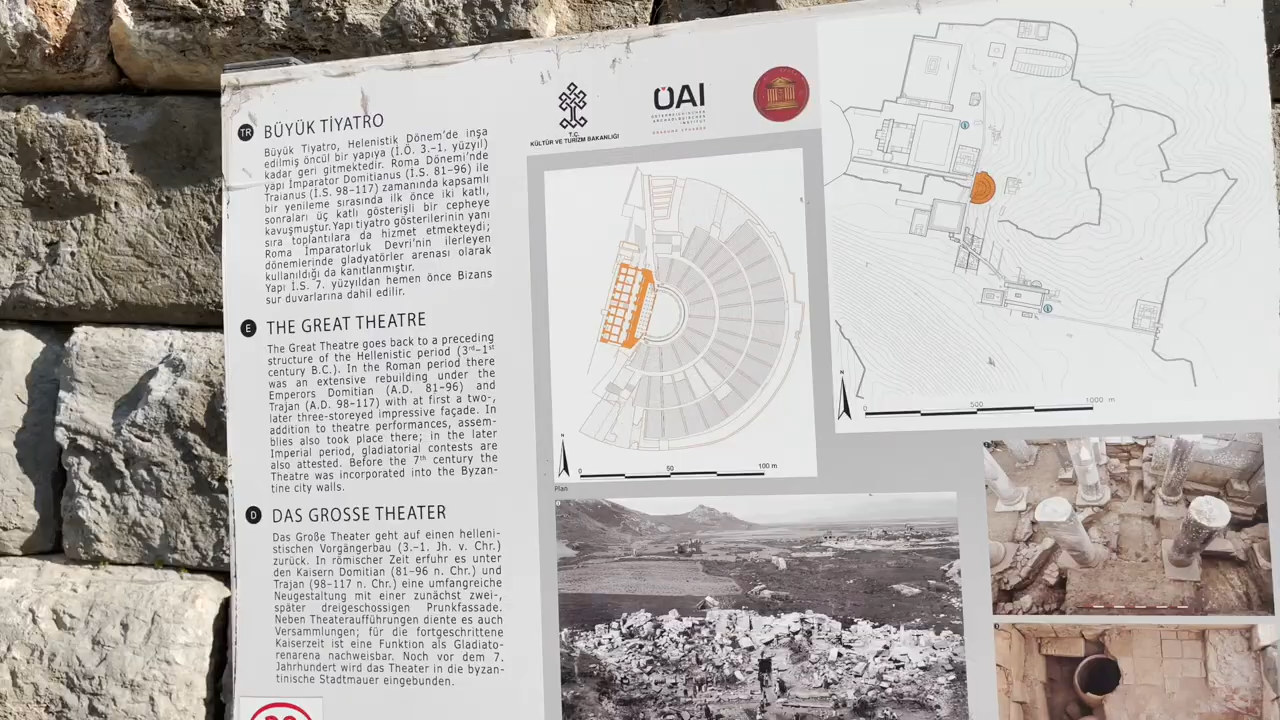 TR
BÜYÜK TİYATRO
Büyük Tiyatro, Helenistik Dönem'de inşa
edilmiş öncül bir yapıya (İ.Ö. 3.–1. yüzyıl)
kadar geri gitmektedir. Roma Dönemi'nde
yapı İmparator Domitianus (İ.S. 81–96) ile
Traianus (İ.S. 98–117) zamanında kapsamlı
bir yenileme sırasında ilk önce iki katlı,
sonraları üç katlı gösterişli bir cepheye
kavuşmuştur. Yapı tiyatro gösterilerinin yanı
sıra toplantılara da hizmet etmekteydi;
Roma İmparatorluk Devri'nin ilerleyen
dönemlerinde gladyatörler arenası olarak
kullanıldığı da kanıtlanmıştır.
Yapı İ.S. 7. yüzyıldan hemen önce Bizans
sur duvarlarına dahil edilir.
E
THE GREAT THEATRE
The Great Theatre goes back to a preceding
structure of the Hellenistic period (3rd–1st
century B.C.). In the Roman period there
was an extensive rebuilding under the
Emperors Domitian (A.D. 81–96) and
Trajan (A.D. 98–117) with at first a two-,
later three-storeyed impressive façade. In
addition to theatre performances, assem-
blies also took place there; in the later
Imperial period, gladiatorial contests are
also attested. Before the 7th century the
Theatre was incorporated into the Byzan-
tine city walls.
D
DAS GROSSE THEATER
Das Große Theater geht auf einen helleni-
stischen Vorgängerbau (3.–1. Jh. v. Chr.)
zurück. In römischer Zeit erfuhr es unter
den Kaisern Domitian (81–96 n. Chr.) und
Trajan (98–117 n. Chr.) eine umfangreiche
Neugestaltung mit einer zunächst zwei-,
später dreigeschossigen Prunkfassade.
Neben Theateraufführungen diente es auch
Versammlungen; für die fortgeschrittene
Kaiserzeit ist eine Funktion als Gladiato-
renarena nachweisbar. Noch vor dem 7.
Jahrhundert wird das Theater in die byzan-
tinische Stadtmauer eingebunden.
T.C.
KÜLTÜR VE TURİZM BAKANLIĞI
ÖAI
ÖSTERREICHISCHES
ARCHÄOLOGISCHES
INSTITUT
GRABUNG EPHESOS
N
0 50 100 m
Plan
N
0 500 1000 m